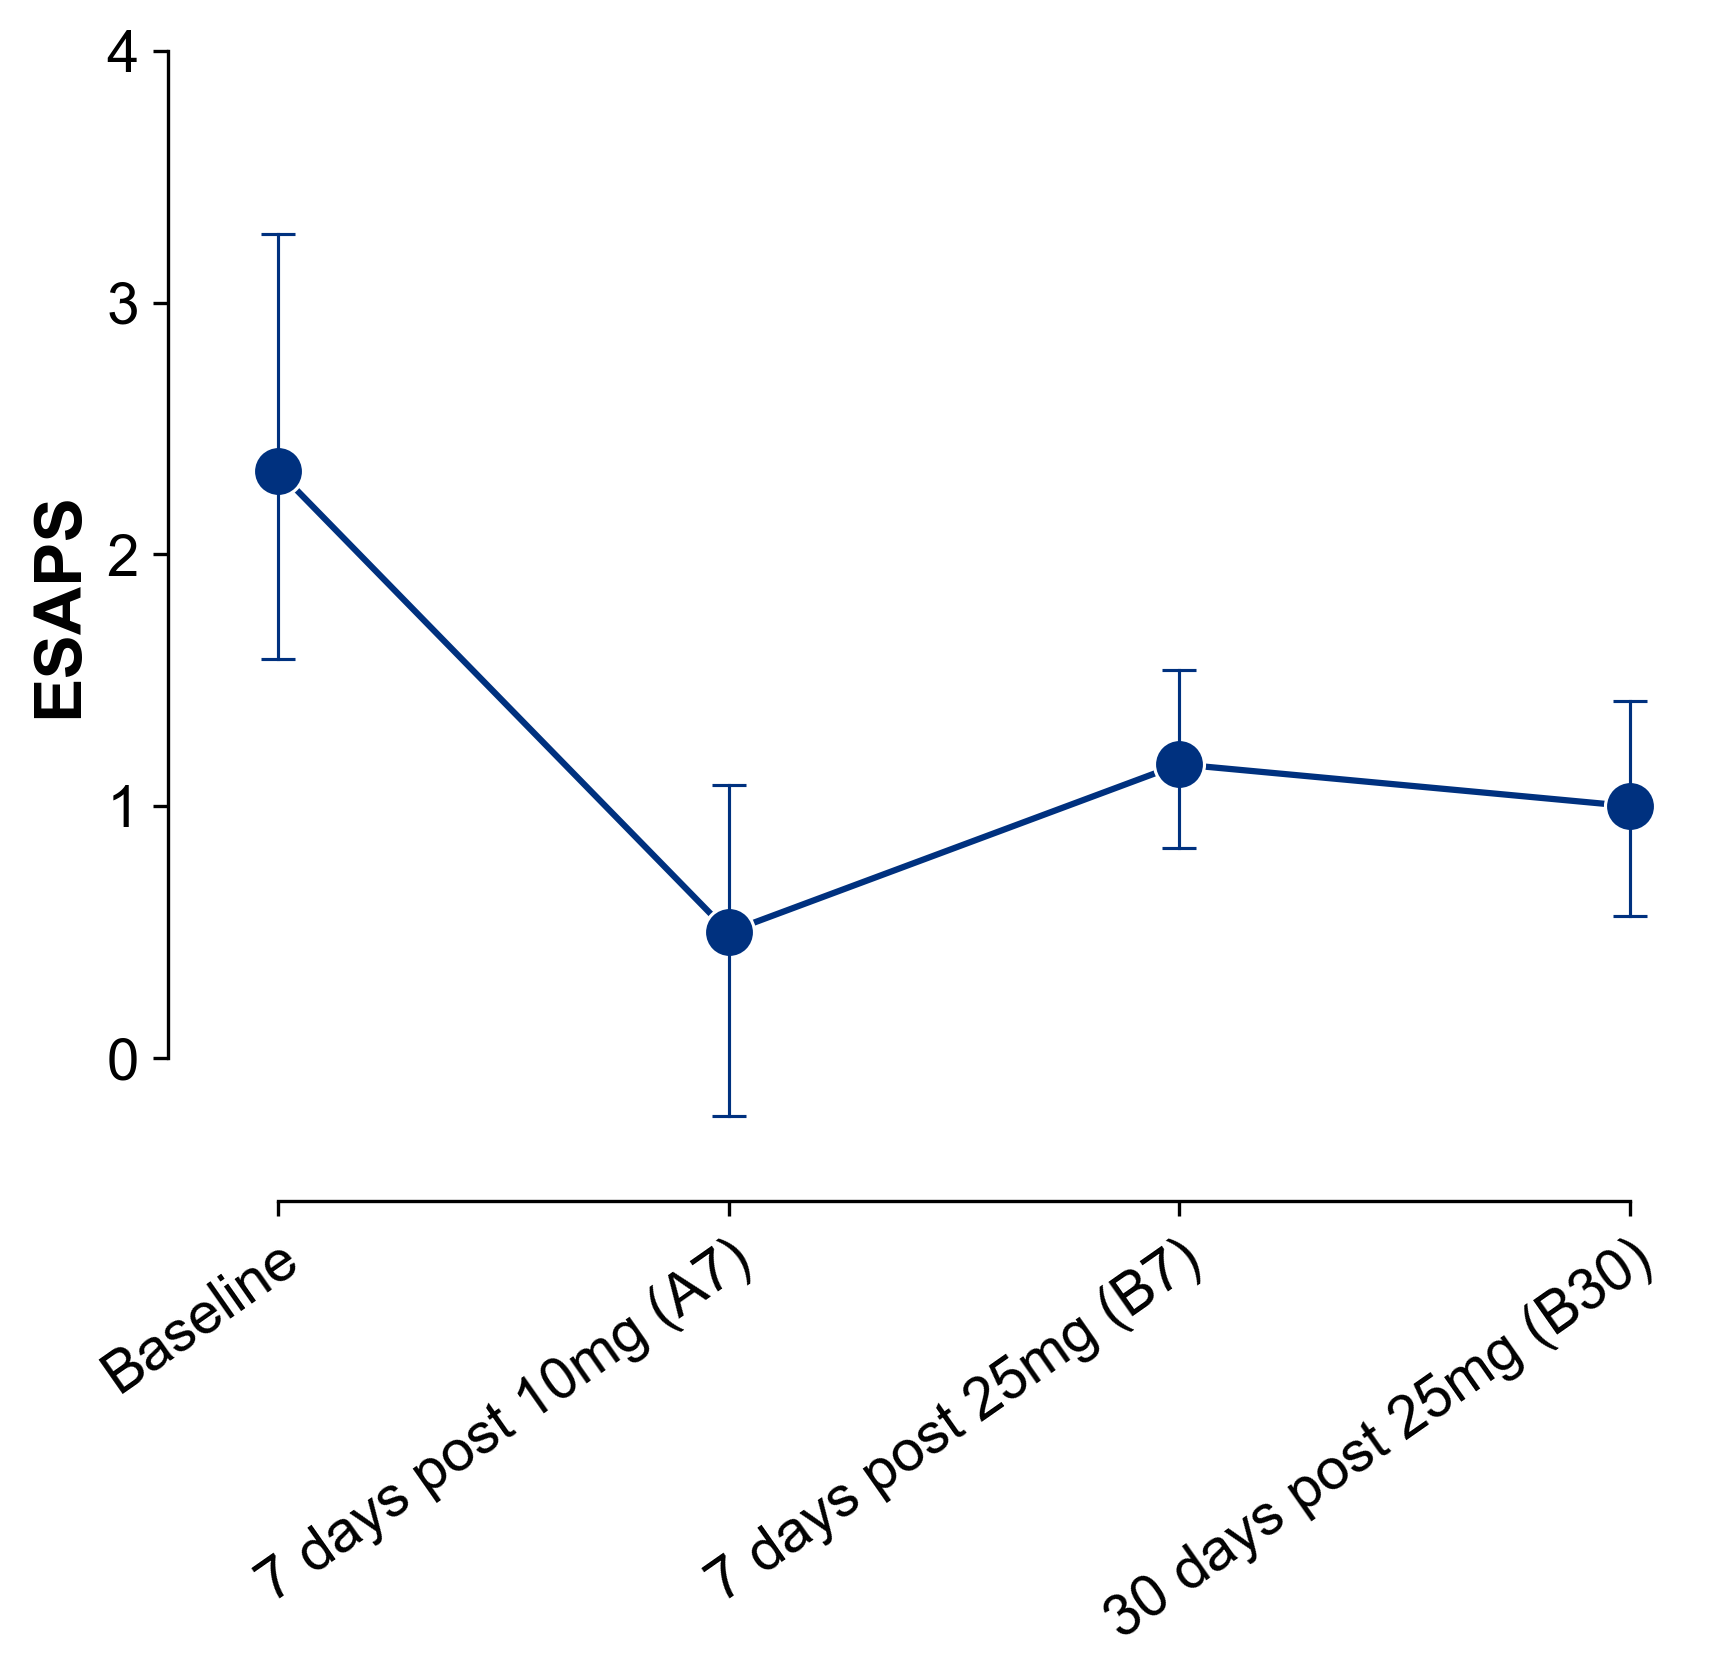 ESAPS
4
3
2
1
0
Baseline
7 days post 10mg (A7)
7 days post 25mg (B7)
30 days post 25mg (B30)